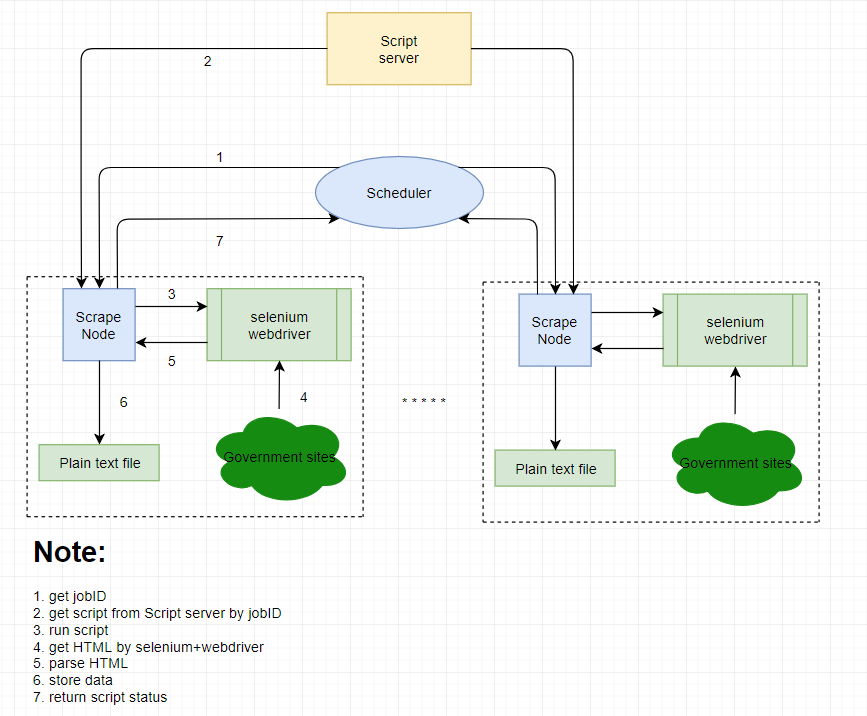 Script
server
2
1
Scheduler
7
Scrape
Node
3
selenium
webdriver
5
6
4
Plain text file
Government sites
* * * * *
Scrape
Node
selenium
webdriver
Plain text file
Government sites
Note:
1. get jobID
2. get script from Script server by jobID
3. run script
4. get HTML by selenium+webdriver
5. parse HTML
6. store data
7. return script status